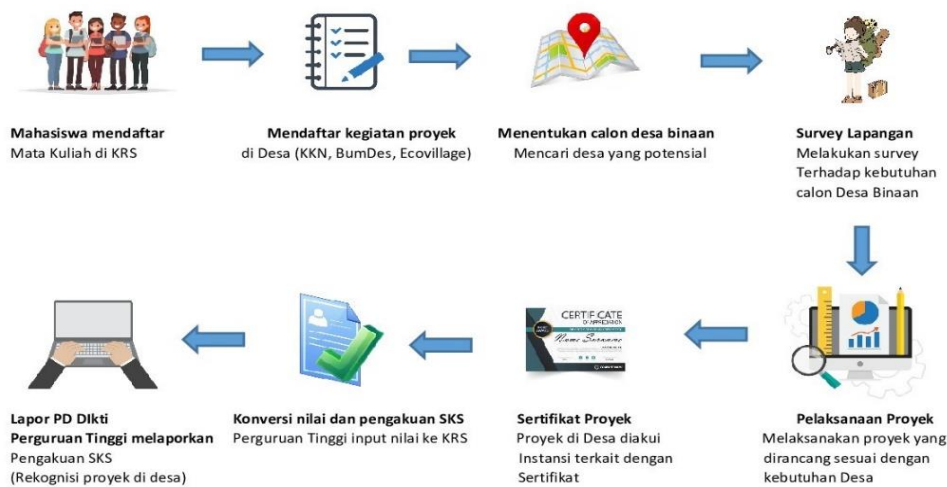 Mahasiswa mendaftar
Mata Kuliah di KRS
Mendaftar kegiatan proyek
di Desa (KKN, BumDes, Ecovillage)
Menentukan calon desa binaan
Mencari desa yang potensial
Survey Lapangan
Melakukan survey
Terhadap kebutuhan
calon Desa Binaan
Pelaksanaan Proyek
Melaksanakan proyek yang
dirancang sesuai dengan
kebutuhan Desa
CERTIFICATE
OF APPRECIATION
Name Surname
Sertifikat Proyek
Proyek di Desa diakui
Instansi terkait dengan
Sertifikat
Konversi nilai dan pengakuan SKS
Perguruan Tinggi input nilai ke KRS
Lapor PD DIkti
Perguruan Tinggi melaporkan
Pengakuan SKS
(Rekognisi proyek di desa)